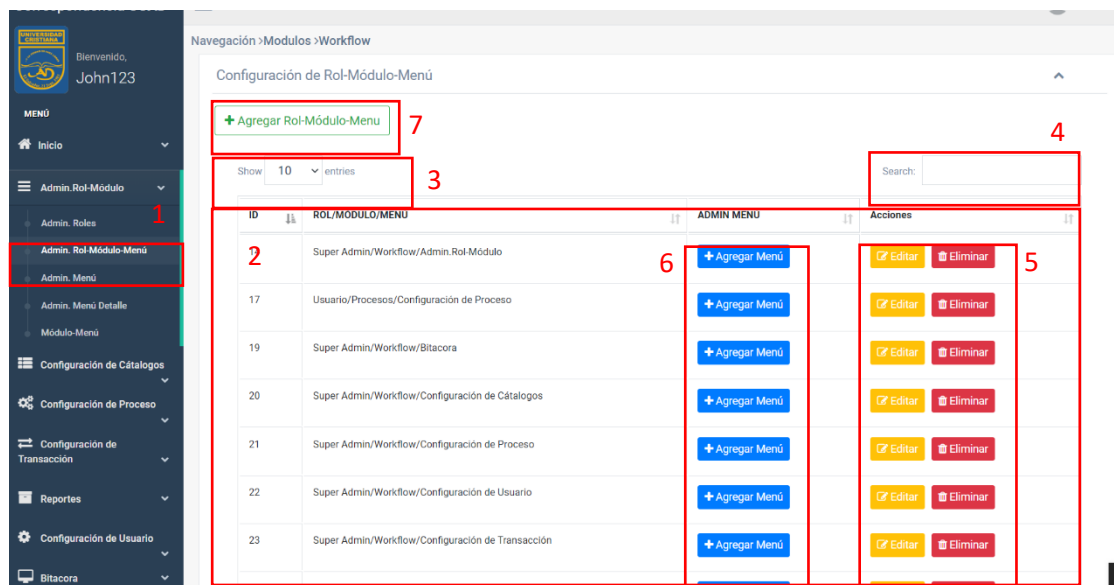 UNIVERSIDAD
CRISTIANA
Bienvenido,
John123
MENÚ
Inicio
Admin.Rol-Módulo
1
Admin. Roles
Admin. Rol-Módulo-Menú
Admin. Menú
Admin. Menú Detalle
Módulo-Menú
Configuración de Cátalogos
Configuración de Proceso
Configuración de
Transacción
Reportes
Configuración de Usuario
Bitacora
Navegación >Modulos >Workflow
Configuración de Rol-Módulo-Menú
+ Agregar Rol-Módulo-Menu
7
4
Show 10 entries
3
Search:
ID ROL/MODULO/MENÚ ADMIN MENÚ Acciones
2 Super Admin/Workflow/Admin.Rol-Módulo 6 + Agregar Menú Editar Eliminar 5
17 Usuario/Procesos/Configuración de Proceso + Agregar Menú Editar Eliminar
19 Super Admin/Workflow/Bitacora + Agregar Menú Editar Eliminar
20 Super Admin/Workflow/Configuración de Cátalogos + Agregar Menú Editar Eliminar
21 Super Admin/Workflow/Configuración de Proceso + Agregar Menú Editar Eliminar
22 Super Admin/Workflow/Configuración de Usuario + Agregar Menú Editar Eliminar
23 Super Admin/Workflow/Configuración de Transacción + Agregar Menú Editar Eliminar